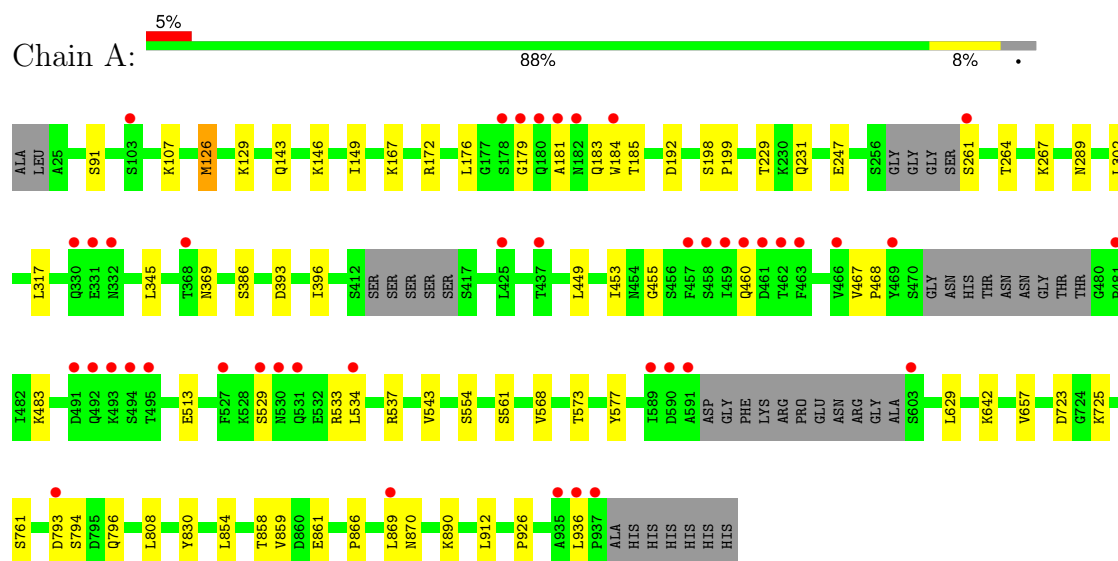 5%
Chain A:
88% 8% •
ALA LEU A25 S91 S103 K107 M126 K129 Q143 K146 I149 K167 R172 L176 G177 S178 G179 Q180 A181 N182 Q183 W184 T185 D192 S198 P199 T229 K230 Q231 E247 S256 GLY GLY GLY SER S261 T264 K267 N289 L302
L317 Q330 E331 N332 L345 T368 N369 S386 D393 I396 S412 SER SER SER SER S417 L425 T437 L449 I453 N454 G455 S456 F457 S458 I459 Q460 D461 T462 F463 V466 V467 P468 Y469 S470 GLY ASN HIS THR ASN ASN GLY THR THR G480
I482 K483 D491 Q492 K493 S494 T495 E513 F527 K528 S529 N530 Q531 E532 R533 L534 R537 V543 S554 S561 V568 T573 Y577 I589 D590 A591 ASP GLY PHE LYS ARG PRO GLU ASN ARG GLY ALA S603 L629 K642 V657 D723 G724 K725
S761 D793 S794 D795 Q796 L808 Y830 L854 T858 V859 D860 E861 P866 L869 N870 K890 L912 P926 A935 L936 P937 ALA HIS HIS HIS HIS HIS HIS